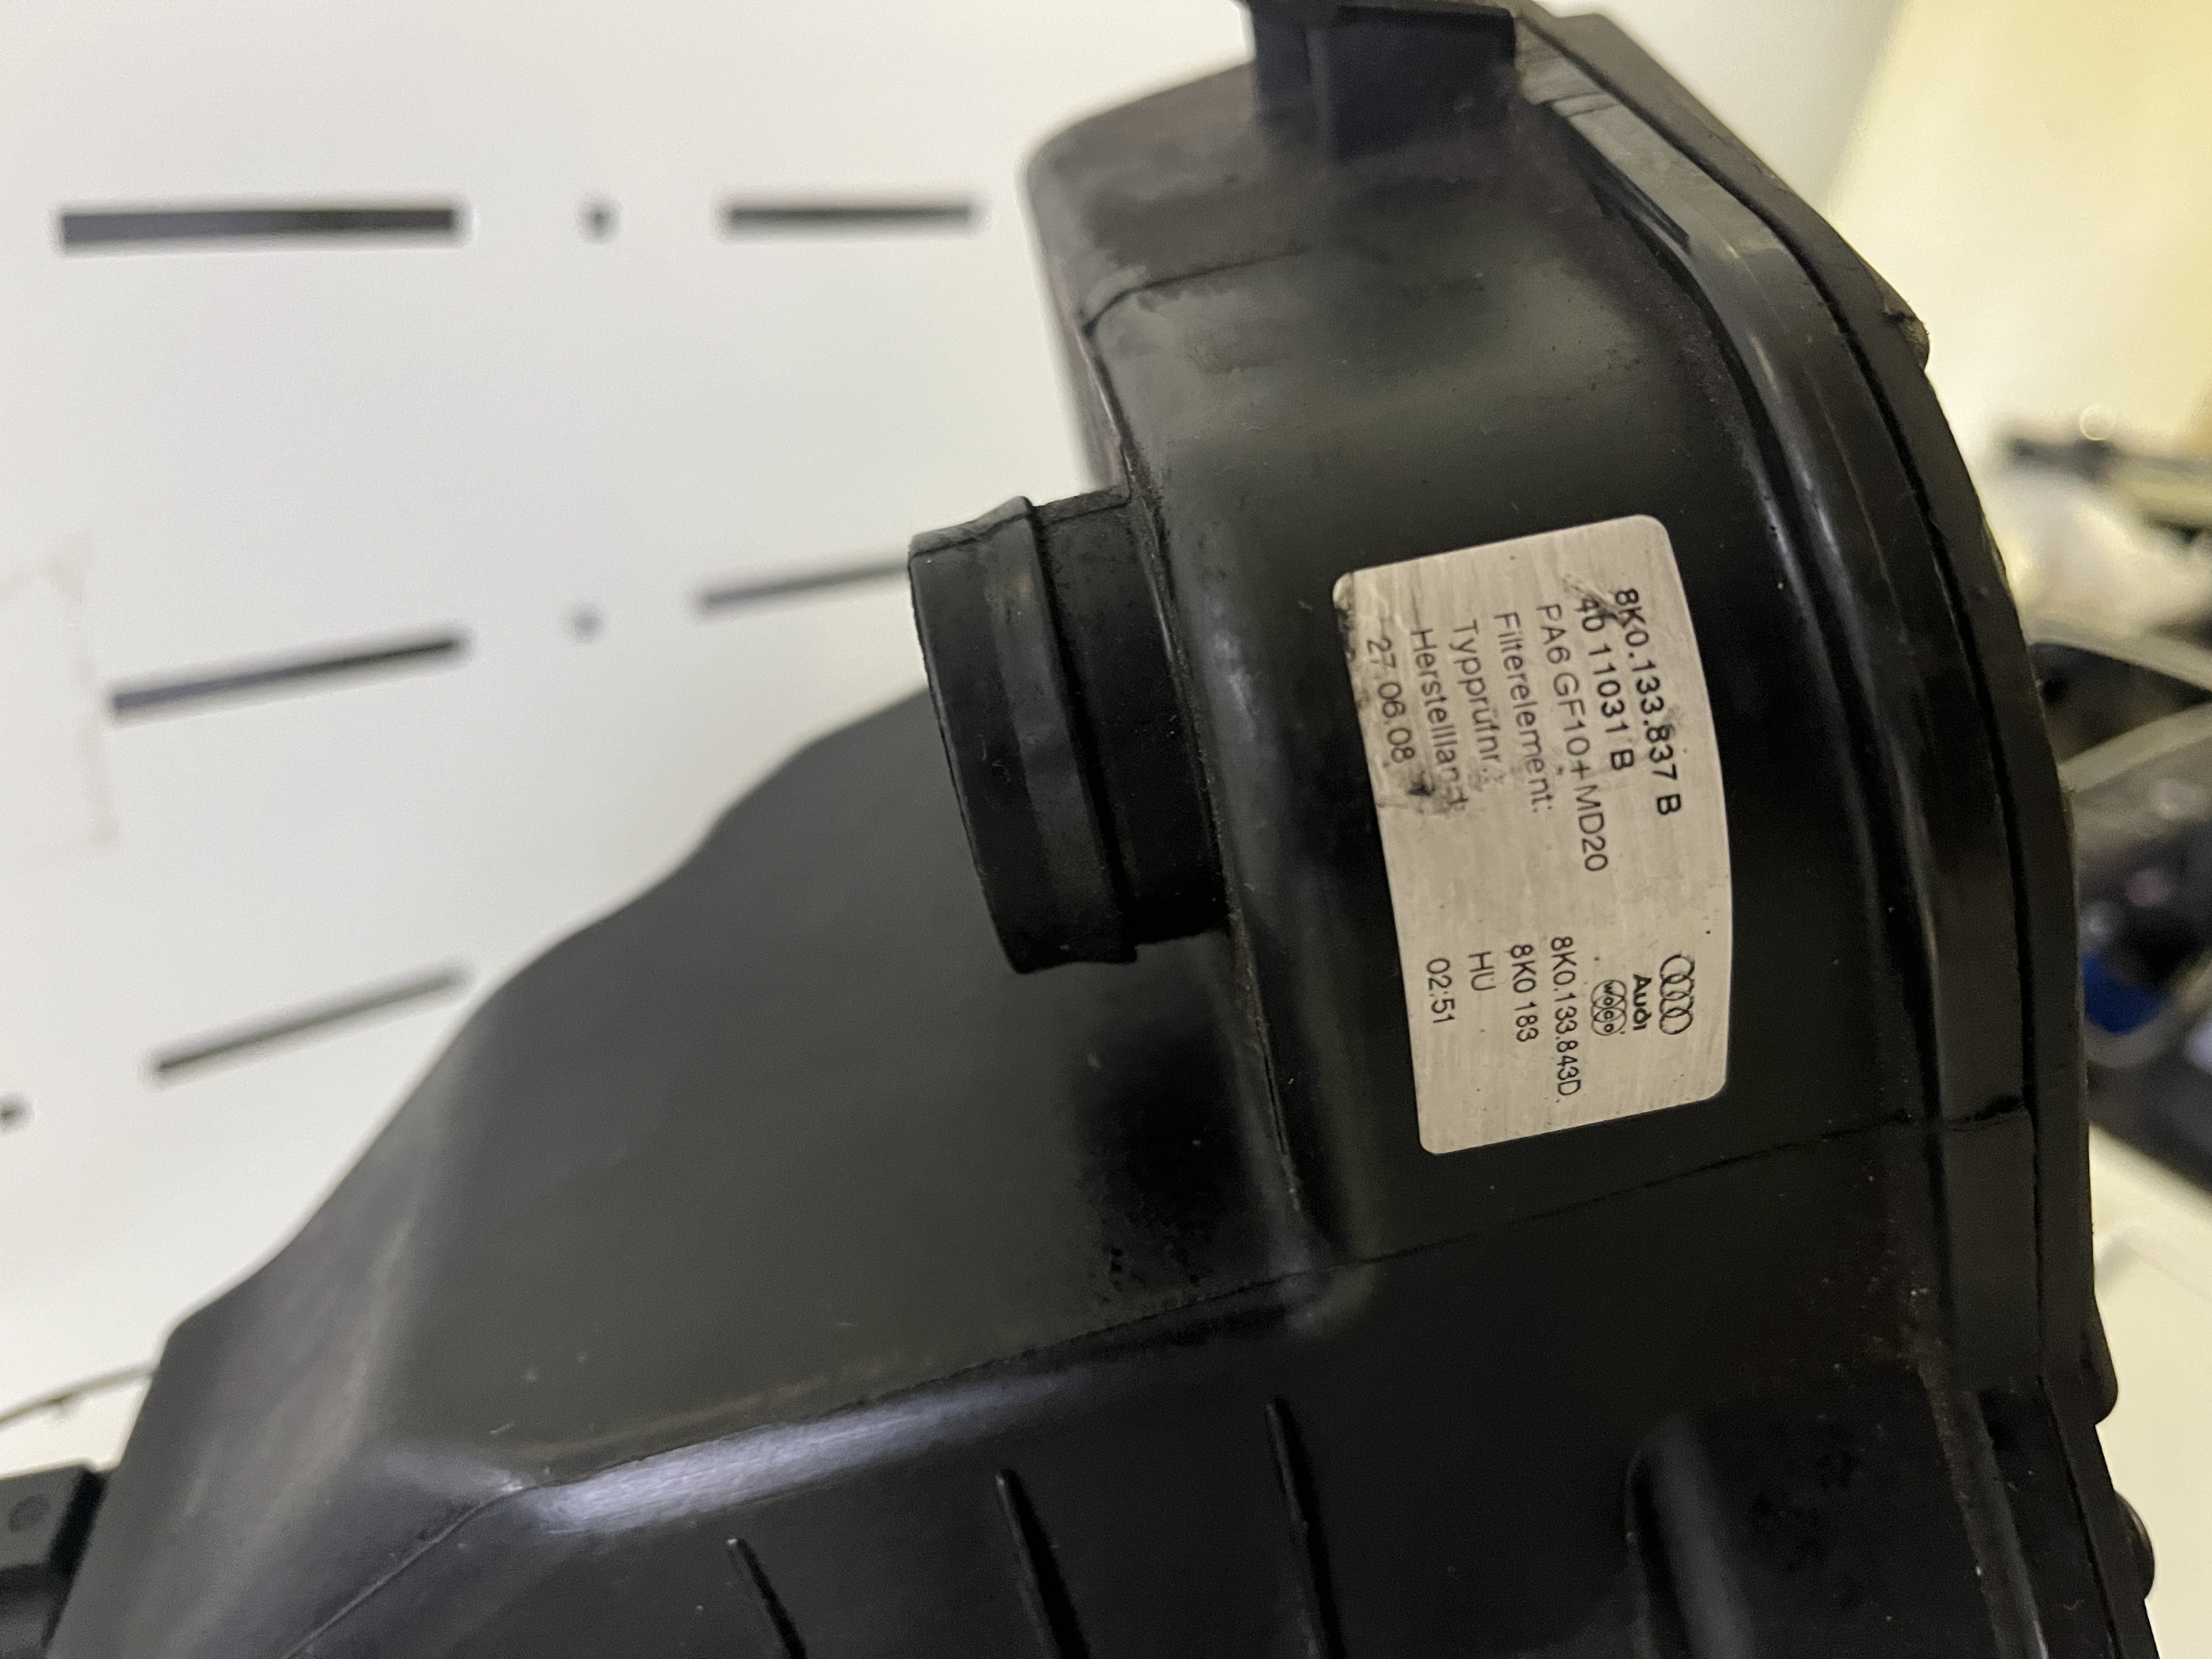 8K0.133.837 B
40 11031 B
PA6 GF10+MD20
Filterelement: 8K0.133.843D.
Typprüfnr.: 8K0 183
Herstelland: HU
27.06.08 02:51
Audi
woco